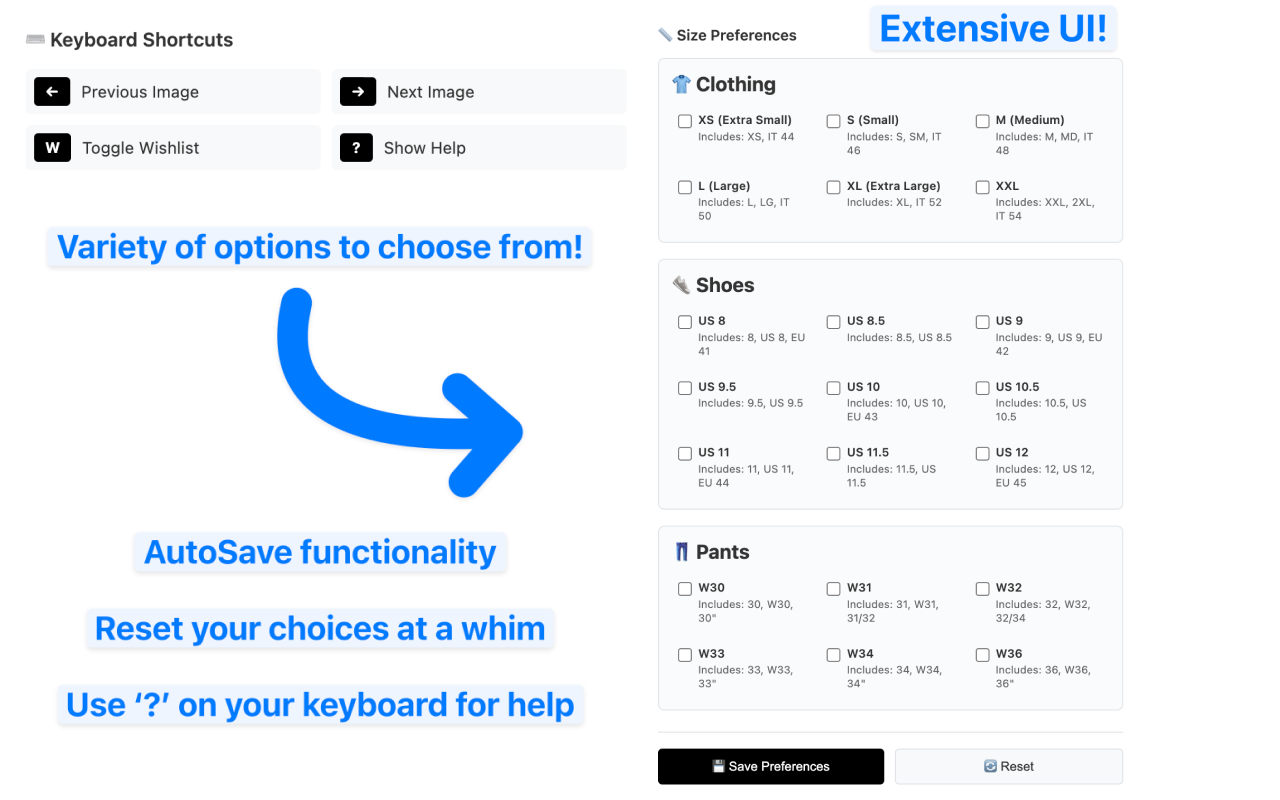 Keyboard Shortcuts
← Previous Image
→ Next Image
W Toggle Wishlist
? Show Help
Variety of options to choose from!
AutoSave functionality
Reset your choices at a whim
Use ‘?’ on your keyboard for help
Extensive UI!
Size Preferences
Clothing
XS (Extra Small)
Includes: XS, IT 44
S (Small)
Includes: S, SM, IT
46
M (Medium)
Includes: M, MD, IT
48
L (Large)
Includes: L, LG, IT
50
XL (Extra Large)
Includes: XL, IT 52
XXL
Includes: XXL, 2XL,
IT 54
Shoes
US 8
Includes: 8, US 8, EU
41
US 8.5
Includes: 8.5, US 8.5
US 9
Includes: 9, US 9, EU
42
US 9.5
Includes: 9.5, US 9.5
US 10
Includes: 10, US 10,
EU 43
US 10.5
Includes: 10.5, US
10.5
US 11
Includes: 11, US 11,
EU 44
US 11.5
Includes: 11.5, US
11.5
US 12
Includes: 12, US 12,
EU 45
Pants
W30
Includes: 30, W30,
30"
W31
Includes: 31, W31,
31/32
W32
Includes: 32, W32,
32/34
W33
Includes: 33, W33,
33"
W34
Includes: 34, W34,
34"
W36
Includes: 36, W36,
36"
Save Preferences
Reset